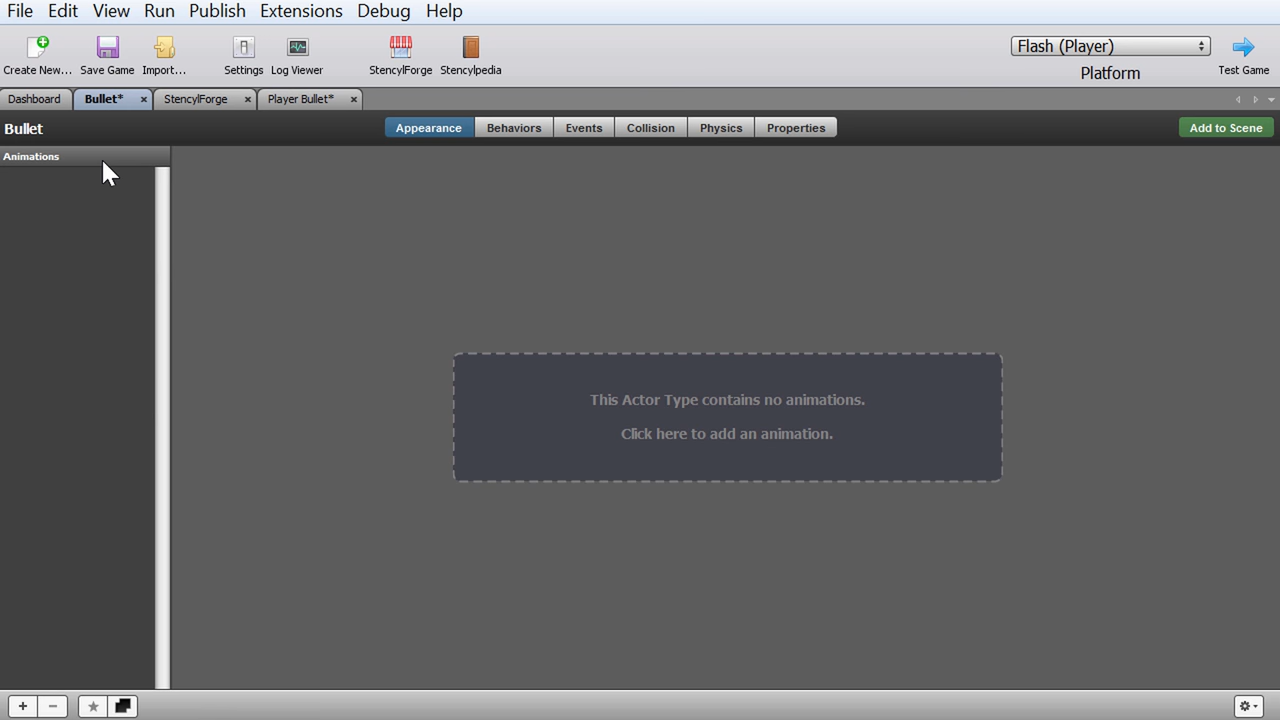 File Edit View Run Publish Extensions Debug Help
Create New... Save Game Import... Settings Log Viewer StencylForge Stencylpedia Flash (Player) Platform Test Game
Dashboard Bullet* StencylForge Player Bullet*
Bullet Appearance Behaviors Events Collision Physics Properties Add to Scene
Animations
This Actor Type contains no animations.
Click here to add an animation.